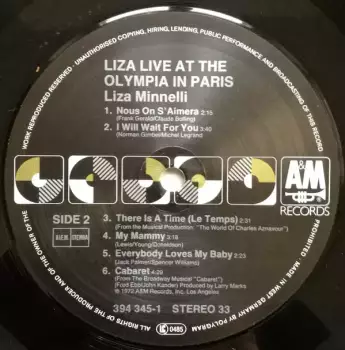 UNAUTHORISED COPYING, HIRING, LENDING, PUBLIC PERFORMANCE AND BROADCASTING OF THIS RECORD PROHIBITED. MADE IN WEST GERMANY BY POLYGRAM
ALL RIGHTS OF THE
AND OF THE OWNER OF THE WORK REPRODUCED RESERVED
LIZA LIVE AT THE
OLYMPIA IN PARIS
Liza Minnelli
1. Nous On S'Aimera 2:15
(Frank Gerald/Claude Bolling)
2. I Will Wait For You 3:40
(Norman Gimbel/Michel Legrand)
A&M
RECORDS
SIDE 2
3. There Is A Time (Le Temps) 2:31
(From the Musical Production: "The World Of Charles Aznavour")
4. My Mammy 3:16
(Lewis/Young/Donaldson)
5. Everybody Loves My Baby 2:23
(Jack Palmer/Spencer Williams)
6. Cabaret 4:29
(From The Broadway Musical "Cabaret")
(Fred Ebb/John Kander) Produced by Larry Marks
© 1972 A&M Records, Inc. Los Angeles
394 345-1 STEREO 33
LC 0485